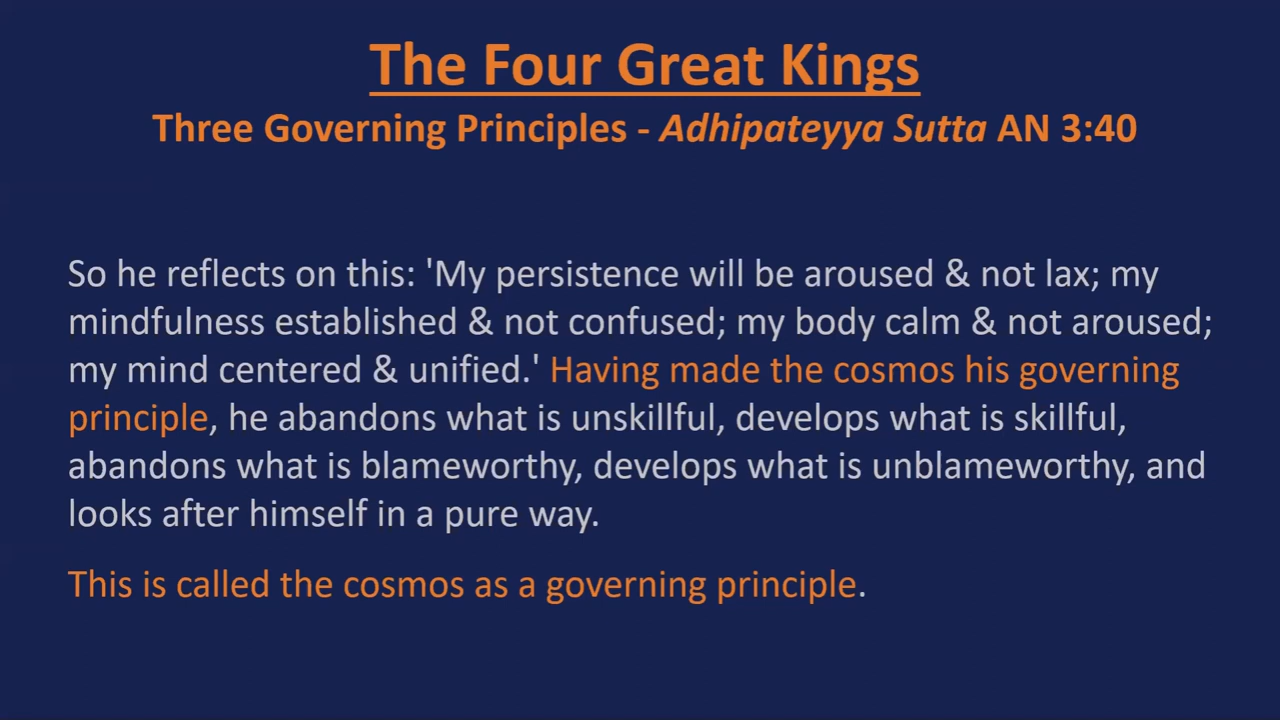 The Four Great Kings
Three Governing Principles - Adhipateyya Sutta AN 3:40
So he reflects on this: 'My persistence will be aroused & not lax; my
mindfulness established & not confused; my body calm & not aroused;
my mind centered & unified.' Having made the cosmos his governing
principle, he abandons what is unskillful, develops what is skillful,
abandons what is blameworthy, develops what is unblameworthy, and
looks after himself in a pure way.
This is called the cosmos as a governing principle.